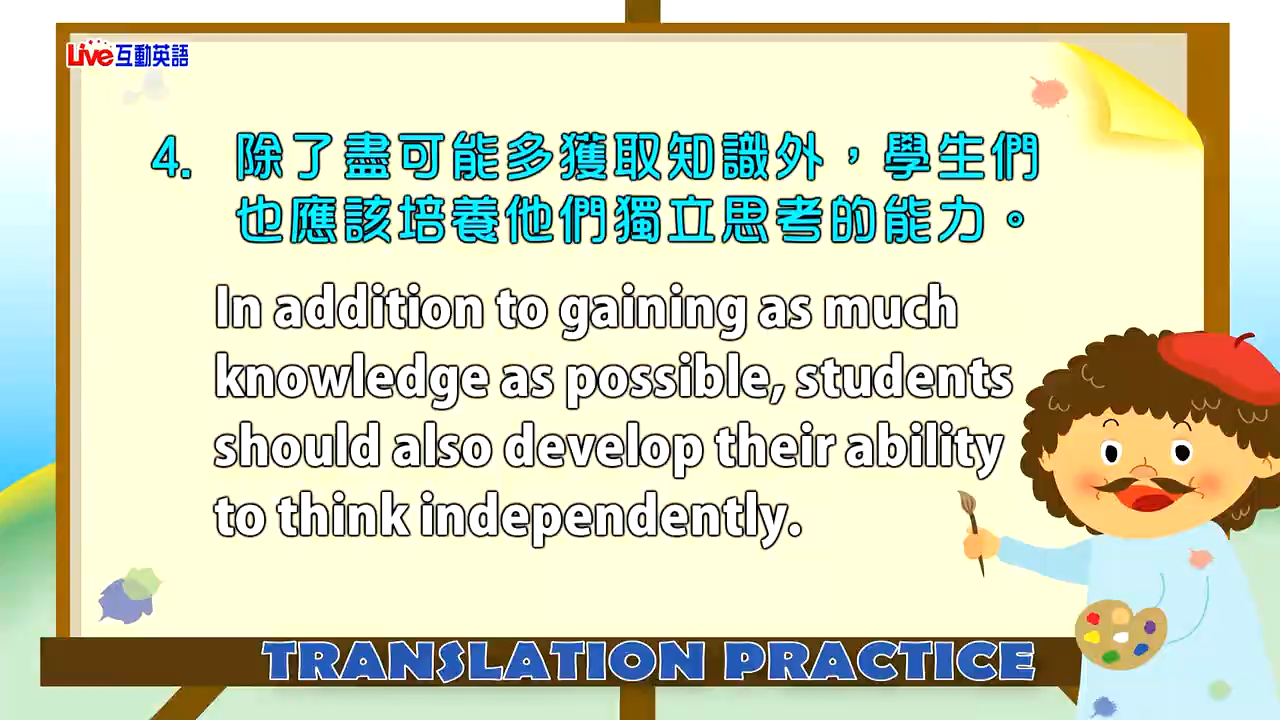 Live互動英語
4. 除了盡可能多獲取知識外，學生們
也應該培養他們獨立思考的能力。
In addition to gaining as much
knowledge as possible, students
should also develop their ability
to think independently.
TRANSLATION PRACTICE